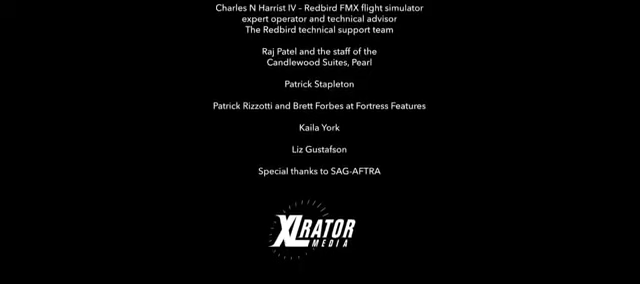 Charles N Harrist IV – Redbird FMX flight simulator
expert operator and technical advisor
The Redbird technical support team
Raj Patel and the staff of the
Candlewood Suites, Pearl
Patrick Stapleton
Patrick Rizzotti and Brett Forbes at Fortress Features
Kaila York
Liz Gustafson
Special thanks to SAG-AFTRA
XLRATOR
MEDIA